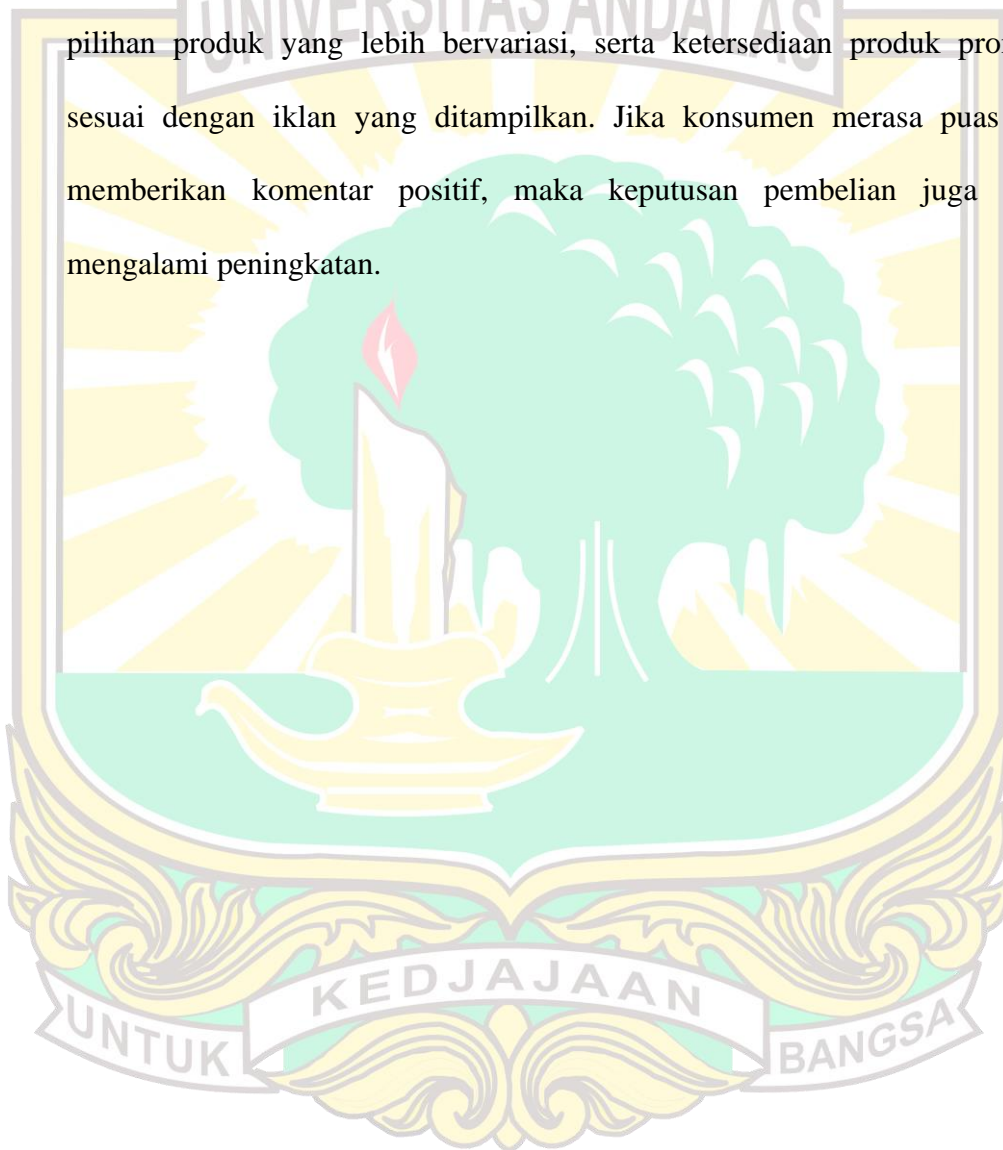 UNIVERSITAS ANDALAS
pilihan produk yang lebih bervariasi, serta ketersediaan produk
sesuai dengan iklan yang ditampilkan. Jika konsumen merasa puas
memberikan komentar positif, maka keputusan pembelian juga
mengalami peningkatan.
KEDJAJAAN
UNTUK BANGSA